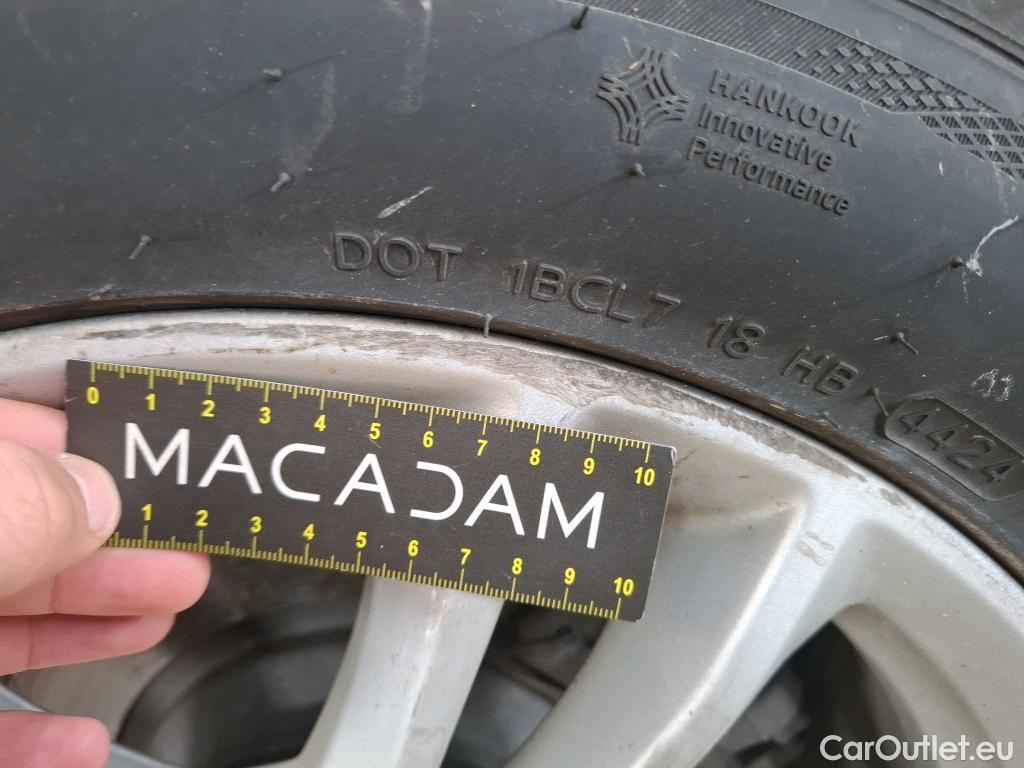 HANKOOK
Innovative
Performance
DOT 1BCL7 18 HB 4424
0 1 2 3 4 5 6 7 8 9 10
MACADAM
1 2 3 4 5 6 7 8 9 10
CarOutlet.eu